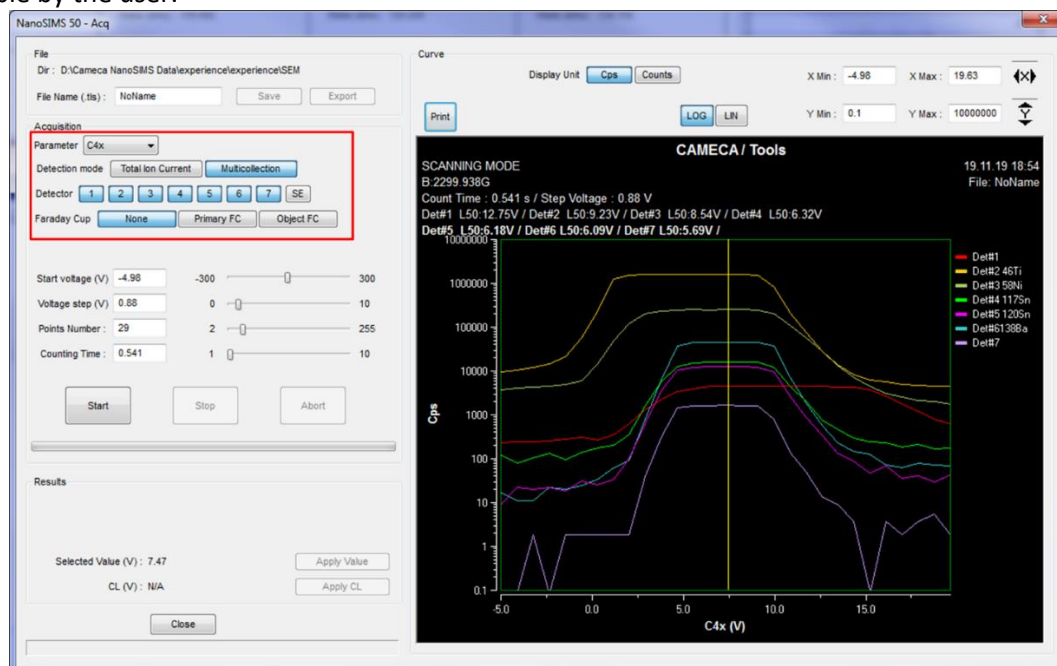 ble by the user.
NanoSIMS 50 - Acq
File
Dir : D:\Cameca NanoSIMS Data\experience\experience\SEM
File Name (.tls) : NoName Save Export
Acquisition
Parameter C4x
Detection mode Total Ion Current Multicollection
Detector 1 2 3 4 5 6 7 SE
Faraday Cup None Primary FC Object FC
Start voltage (V) -4.98 -300 300
Voltage step (V) 0.88 0 10
Points Number : 29 2 255
Counting Time : 0.541 1 10
Start Stop Abort
Results
Selected Value (V) : 7.47 Apply Value
CL (V) : N/A Apply CL
Close
Curve
Display Unit Cps Counts X Min : -4.98 X Max : 19.63
Print LOG LIN Y Min : 0.1 Y Max : 10000000
CAMECA / Tools
SCANNING MODE 19.11.19 18:54
B:2299.938G File: NoName
Count Time : 0.541 s / Step Voltage : 0.88 V
Det#1 L50:12.75V / Det#2 L50:9.23V / Det#3 L50:8.54V / Det#4 L50:6.32V
Det#5 L50:6.18V / Det#6 L50:6.09V / Det#7 L50:5.69V /
10000000
1000000
100000
10000
1000
100
10
1
0.1
Cps
-5.0 0.0 5.0 10.0 15.0
C4x (V)
Det#1
Det#2 46Ti
Det#3 58Ni
Det#4 117Sn
Det#5 120Sn
Det#6138Ba
Det#7